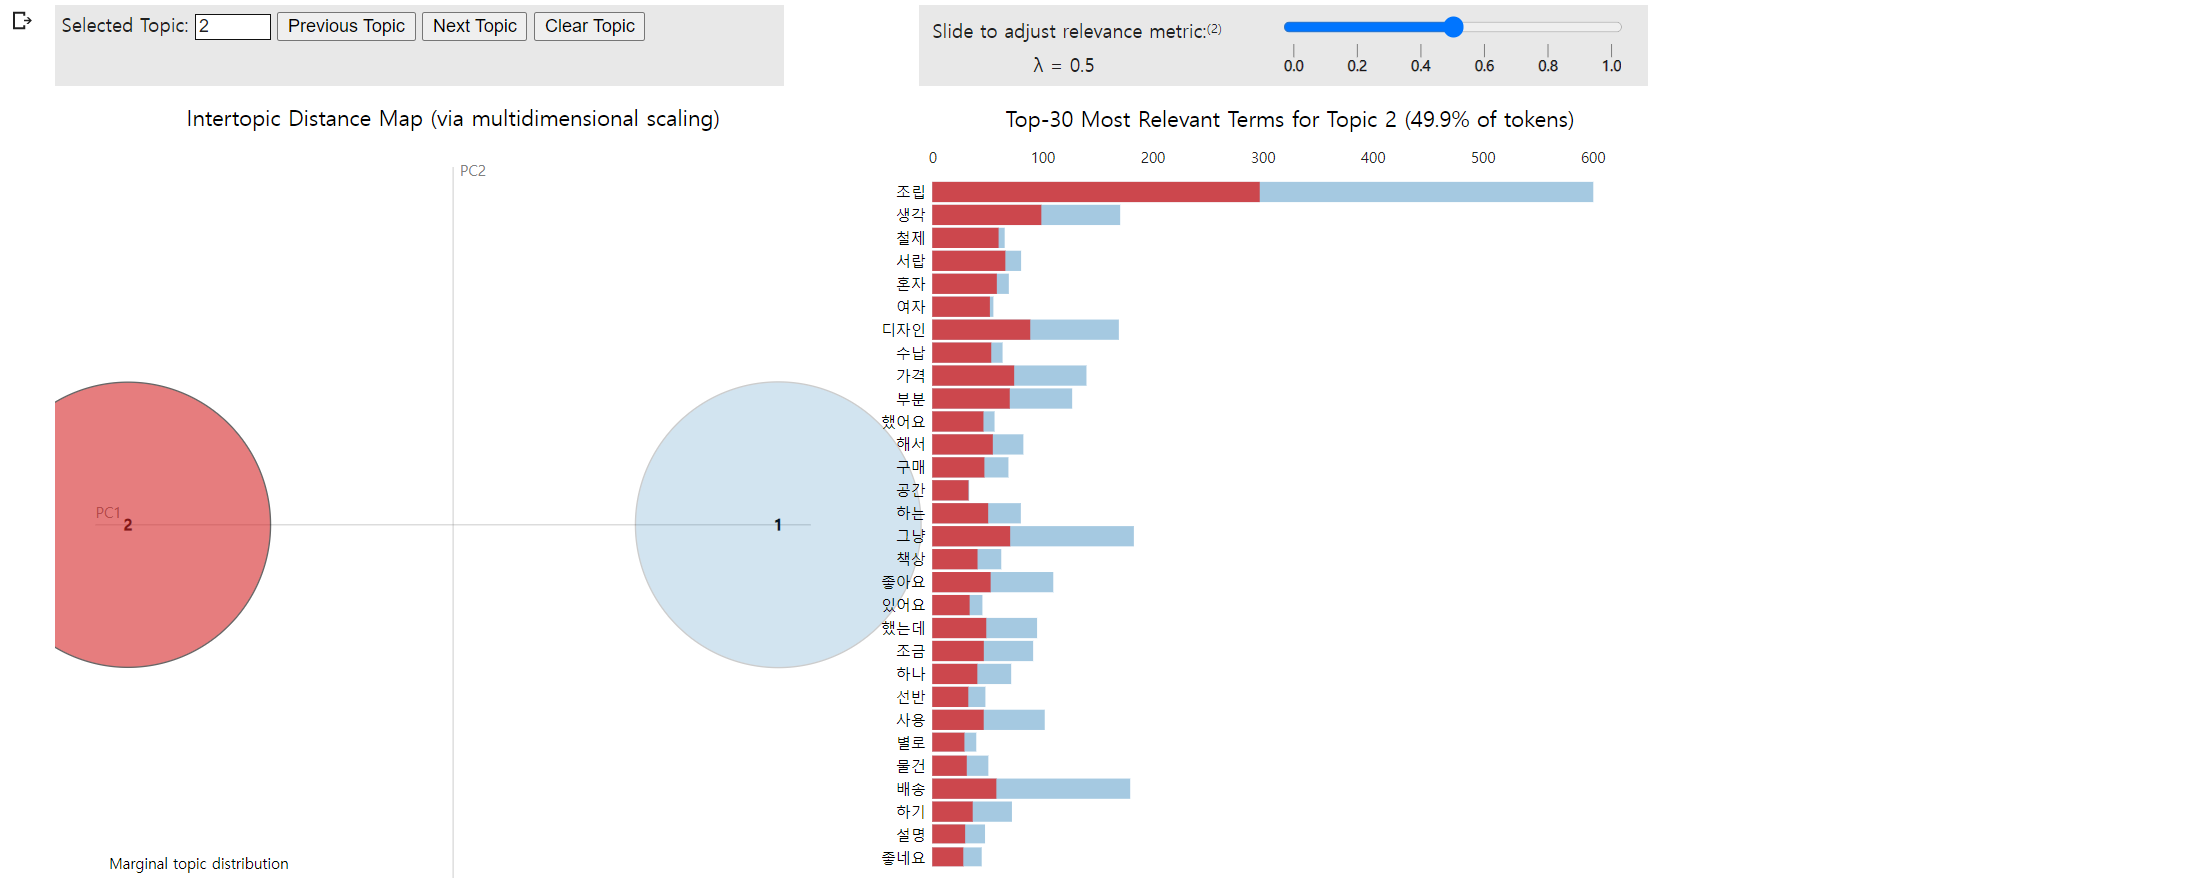 Selected Topic: 2 Previous Topic Next Topic Clear Topic
Slide to adjust relevance metric:(2)
λ = 0.5
0.0 0.2 0.4 0.6 0.8 1.0
Intertopic Distance Map (via multidimensional scaling)
PC2
PC1
2
1
Marginal topic distribution
Top-30 Most Relevant Terms for Topic 2 (49.9% of tokens)
0 100 200 300 400 500 600
조립
생각
철제
서랍
혼자
여자
디자인
수납
가격
부분
했어요
해서
구매
공간
하는
그냥
책상
좋아요
있어요
했는데
조금
하나
선반
사용
별로
물건
배송
하기
설명
좋네요